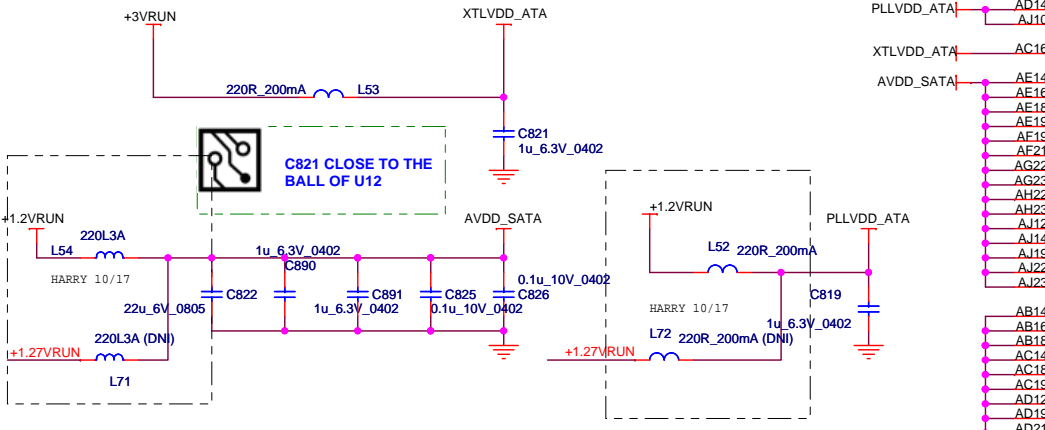 +3VRUN
XTLVDD_ATA
220R_200mA
L53
C821
1u_6.3V_0402
C821 CLOSE TO THE
BALL OF U12
+1.2VRUN
L54
220L3A
HARRY 10/17
22u_6V_0805
C822
1u_6.3V_0402
C890
C891
1u_6.3V_0402
C825
0.1u_10V_0402
AVDD_SATA
0.1u_10V_0402
C826
220L3A (DNI)
+1.27VRUN
L71
+1.2VRUN
L52
220R_200mA
PLLVDD_ATA
HARRY 10/17
C819
1u_6.3V_0402
L72
220R_200mA (DNI)
+1.27VRUN
PLLVDD_ATA
AD14
AJ10
XTLVDD_ATA
AC16
AVDD_SATA
AE14
AE16
AE18
AE19
AF19
AF21
AG22
AG23
AH22
AH23
AJ12
AJ14
AJ19
AJ22
AJ23
AB14
AB16
AB18
AC14
AC18
AC19
AD12
AD19
AD21